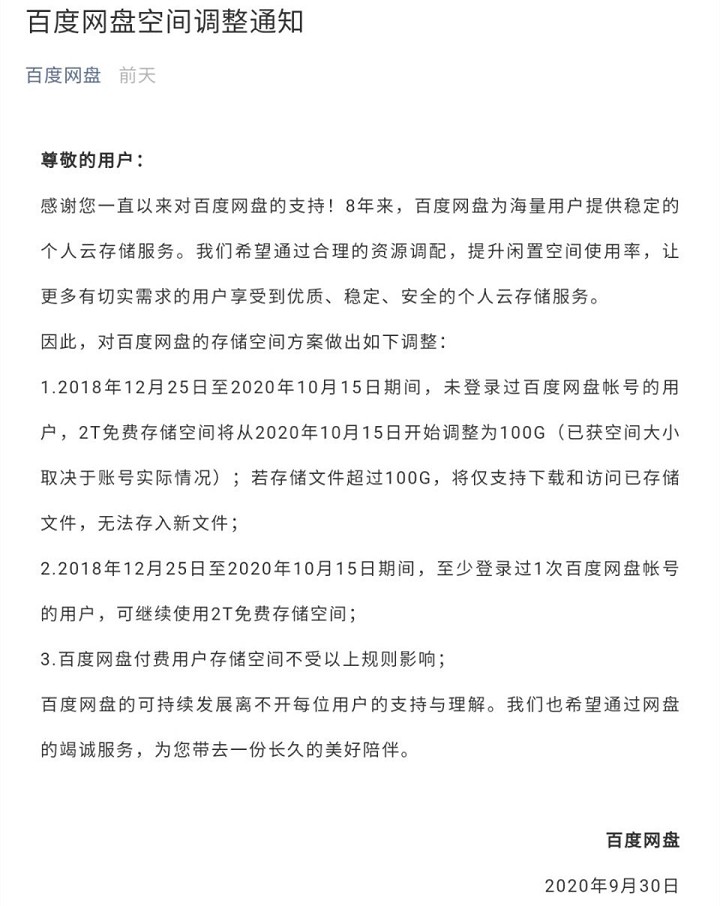 百度网盘空间调整通知
百度网盘 前天
尊敬的用户：
感谢您一直以来对百度网盘的支持！8年来，百度网盘为海量用户提供稳定的
个人云存储服务。我们希望通过合理的资源调配，提升闲置空间使用率，让
更多有切实需求的用户享受到优质、稳定、安全的个人云存储服务。
因此，对百度网盘的存储空间方案做出如下调整：
1.2018年12月25日至2020年10月15日期间，未登录过百度网盘帐号的用
户，2T免费存储空间将从2020年10月15日开始调整为100G（已获空间大小
取决于账号实际情况）；若存储文件超过100G，将仅支持下载和访问已存储
文件，无法存入新文件；
2.2018年12月25日至2020年10月15日期间，至少登录过1次百度网盘帐号
的用户，可继续使用2T免费存储空间；
3.百度网盘付费用户存储空间不受以上规则影响；
百度网盘的可持续发展离不开每位用户的支持与理解。我们也希望通过网盘
的竭诚服务，为您带去一份长久的美好陪伴。
百度网盘
2020年9月30日